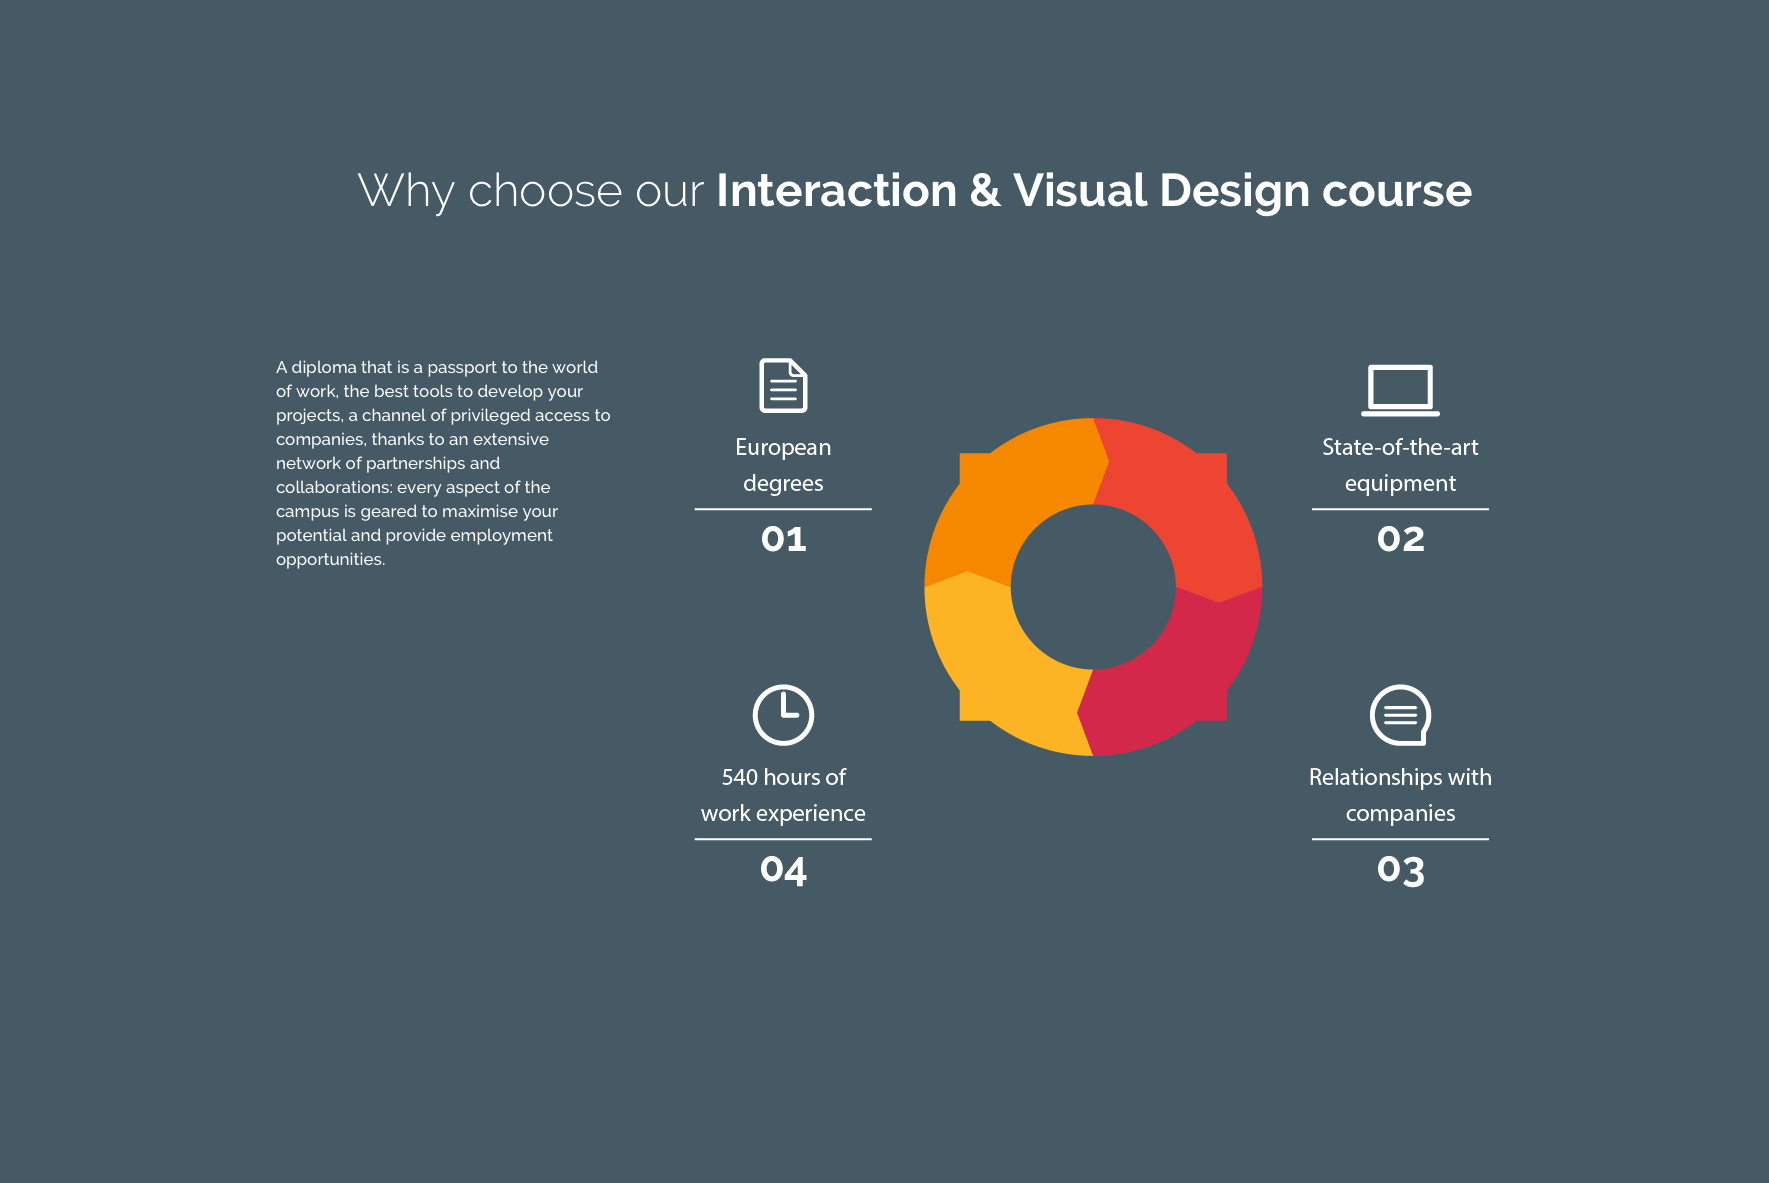 Why choose our Interaction & Visual Design course
A diploma that is a passport to the world
of work, the best tools to develop your
projects, a channel of privileged access to
companies, thanks to an extensive
network of partnerships and
collaborations: every aspect of the
campus is geared to maximise your
potential and provide employment
opportunities.
European
degrees
01
State-of-the-art
equipment
02
540 hours of
work experience
04
Relationships with
companies
03